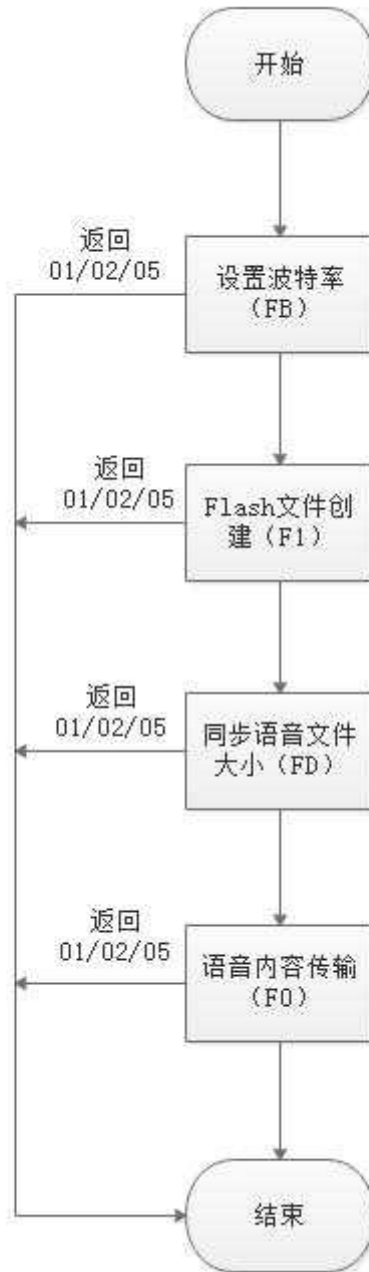 开始
返回
01/02/05
设置波特率
（FB）
返回
01/02/05
Flash文件创
建（F1）
返回
01/02/05
同步语音文件
大小（FD）
返回
01/02/05
语音内容传输
（F0）
结束